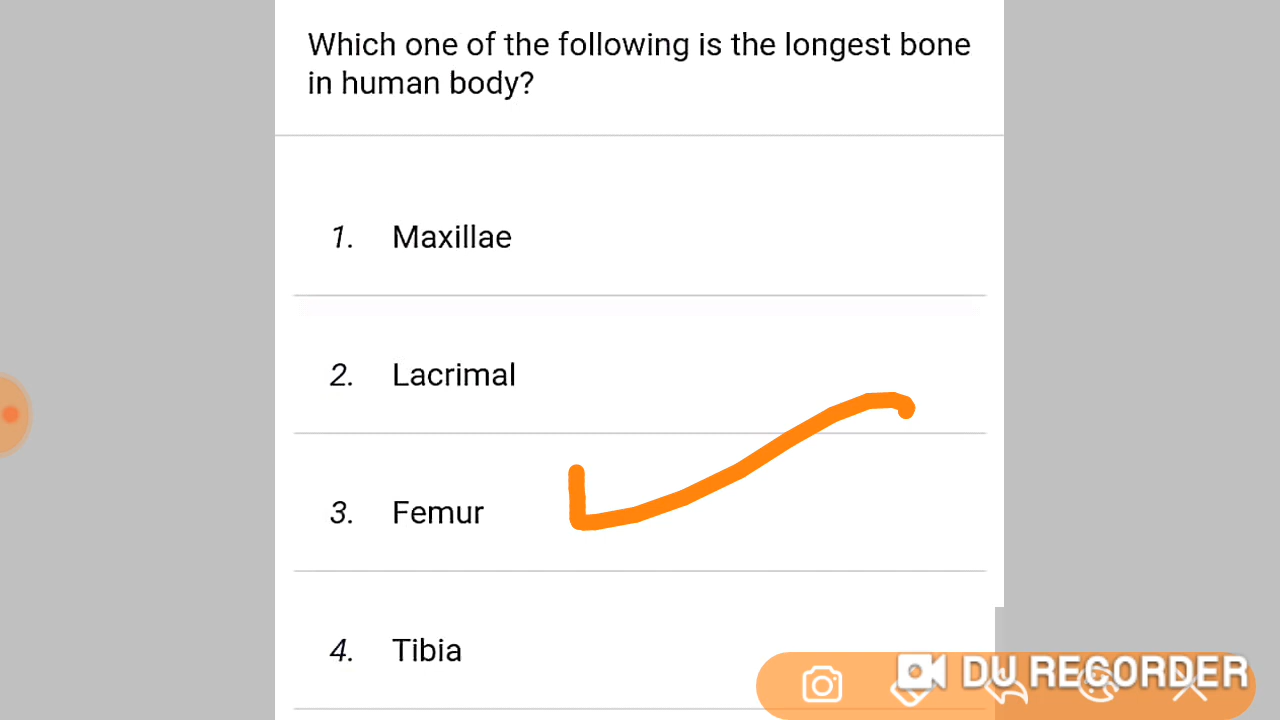 Which one of the following is the longest bone
in human body?
1. Maxillae
2. Lacrimal
3. Femur
4. Tibia
DU RECORDER